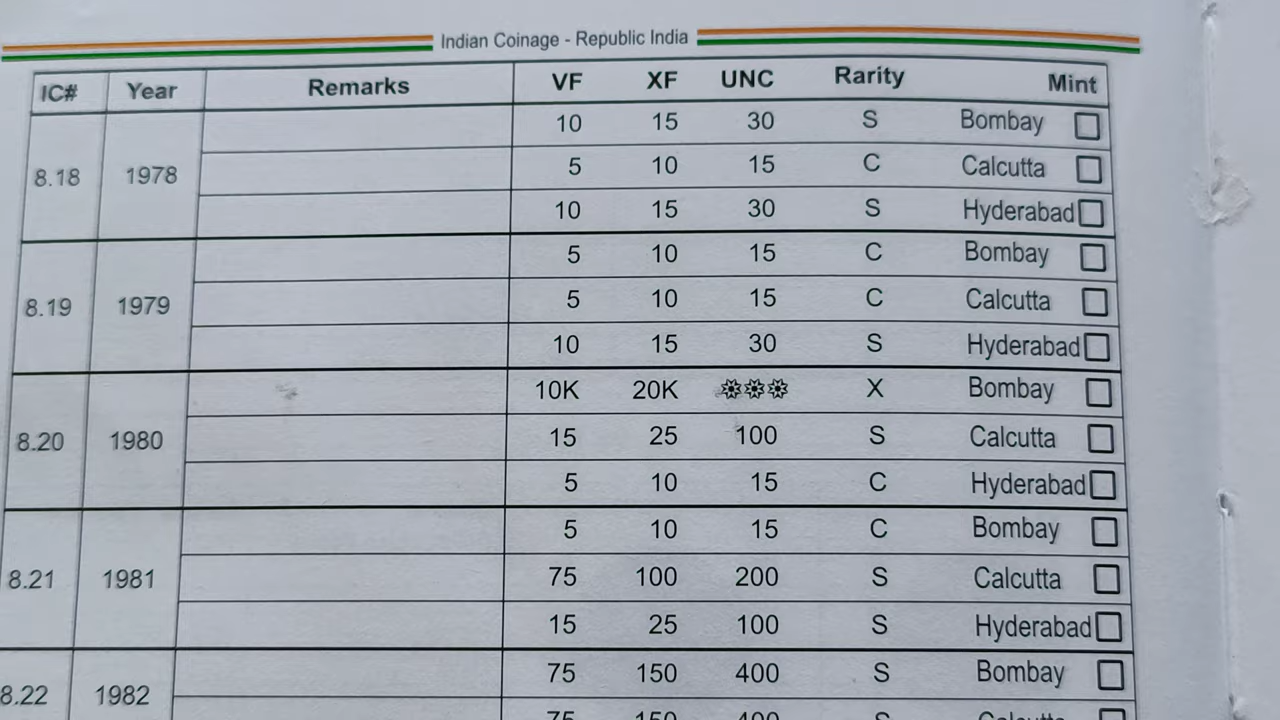 Indian Coinage - Republic India
IC# Year Remarks VF XF UNC Rarity Mint
10 15 30 S Bombay
8.18 1978 5 10 15 C Calcutta
10 15 30 S Hyderabad
5 10 15 C Bombay
8.19 1979 5 10 15 C Calcutta
10 15 30 S Hyderabad
10K 20K ❋❋❋ X Bombay
8.20 1980 15 25 100 S Calcutta
5 10 15 C Hyderabad
5 10 15 C Bombay
8.21 1981 75 100 200 S Calcutta
15 25 100 S Hyderabad
75 150 400 S Bombay
8.22 1982
75 150 400 S Calcutta